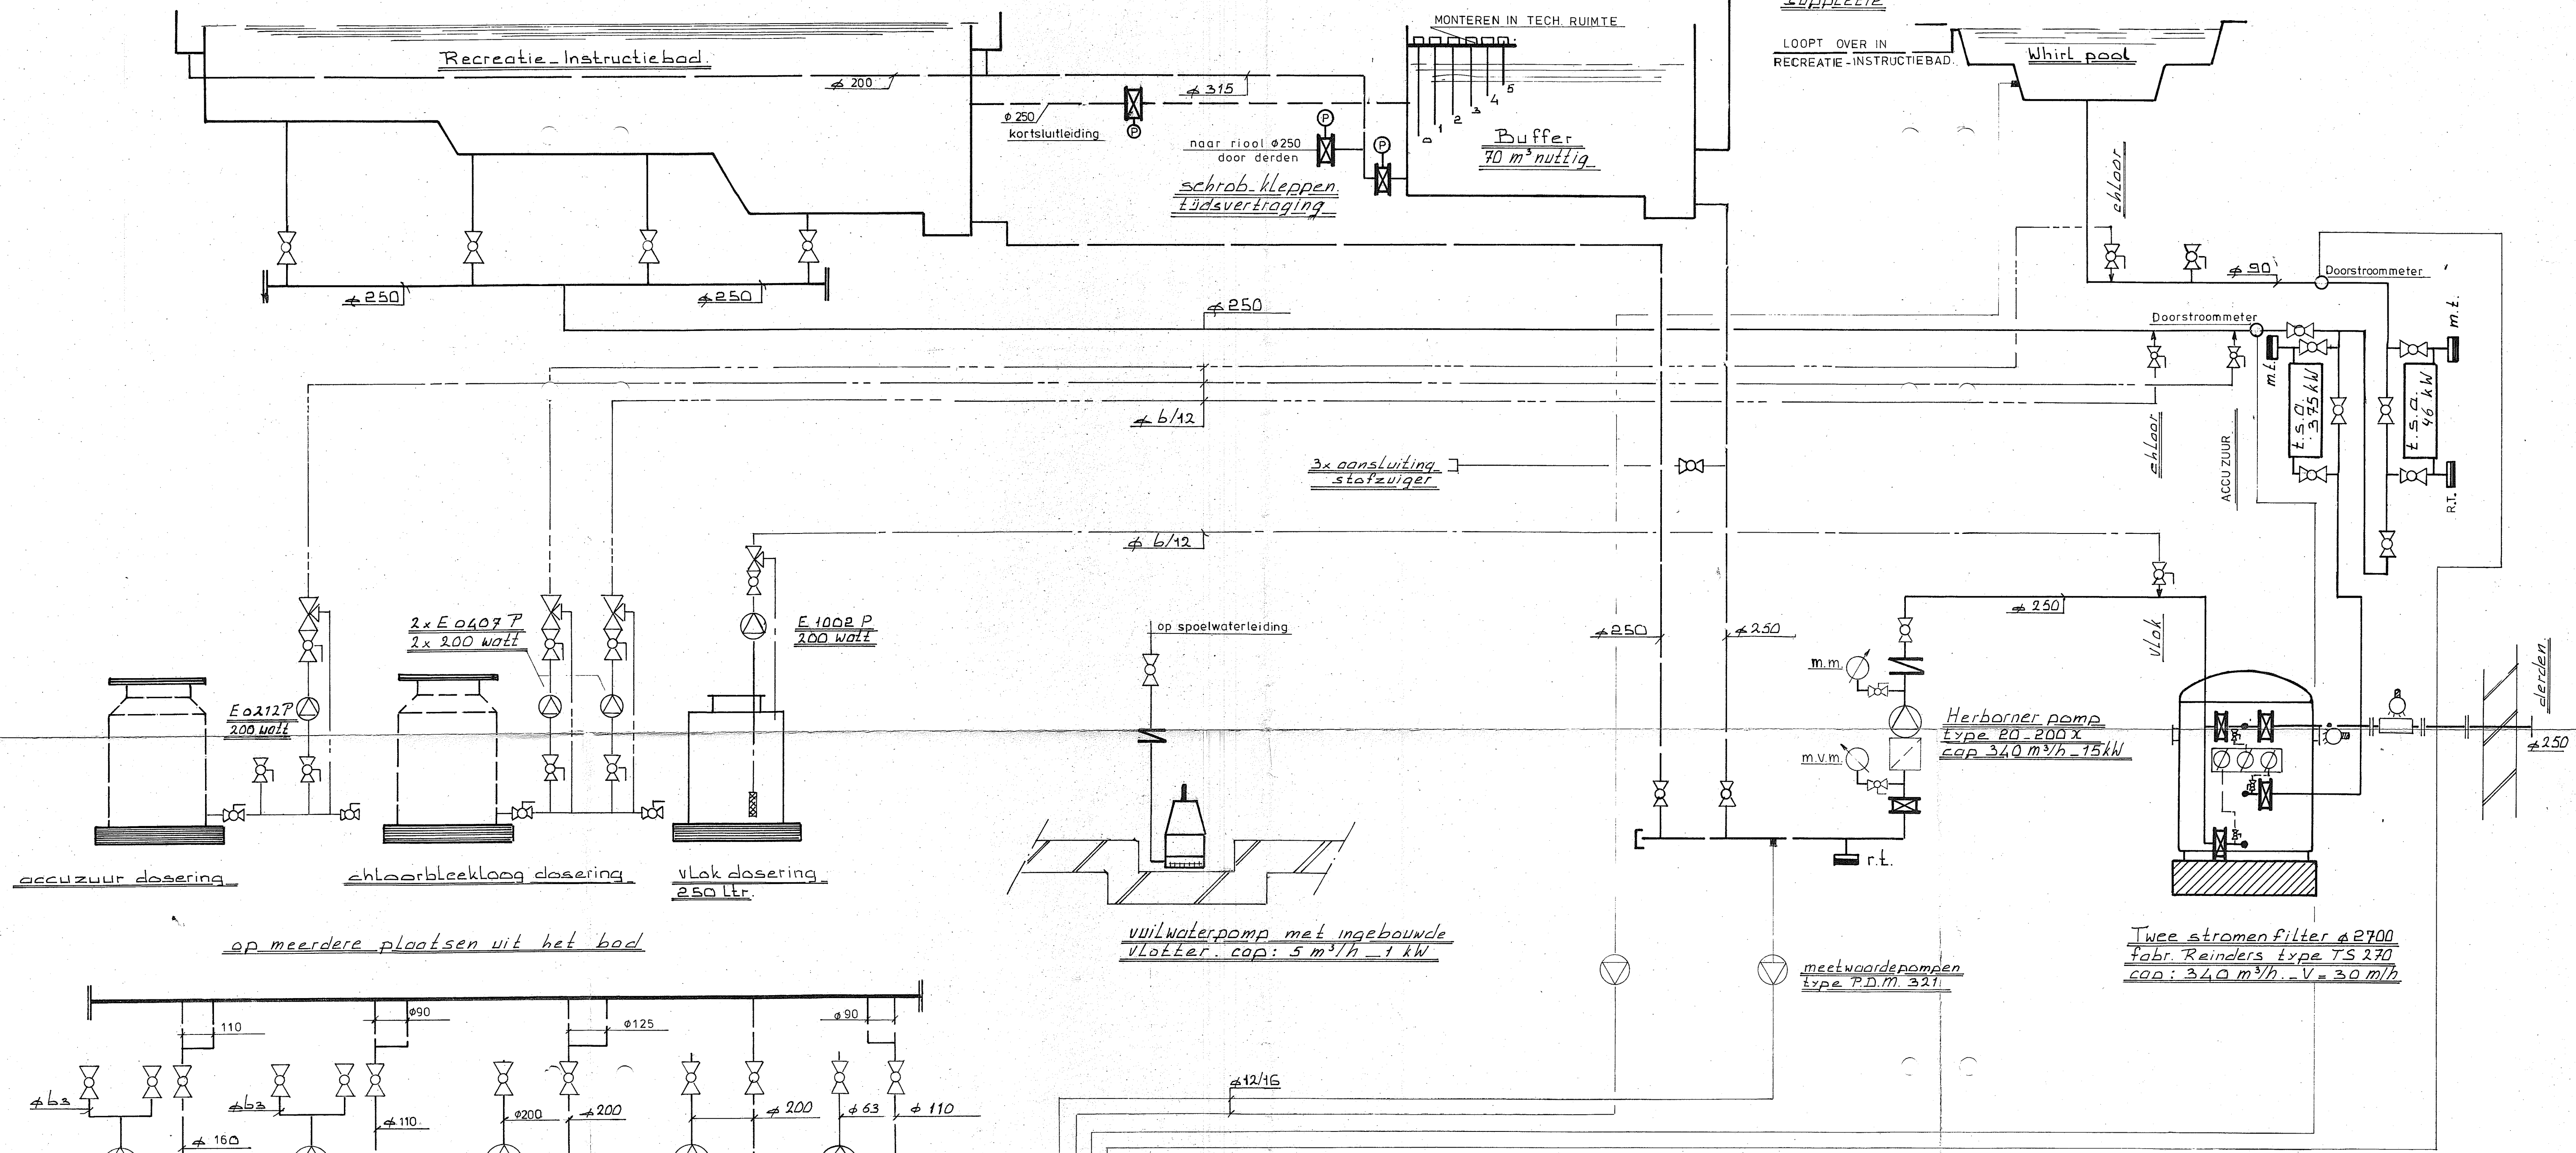 suppletie
MONTEREN IN TECH. RUIMTE
LOOPT OVER IN
RECREATIE-INSTRUCTIEBAD.
Whirl pool
Recreatie_Instructiebad.
ϕ 200
ϕ 315
ϕ 250
kortsluitleiding
P
P
P
naar riool ϕ250
door derden
schrob_kleppen.
tijdsvertraging
0
1
2
3
4
5
Buffer
70 m³ nuttig
chloor
ϕ 90
Doorstroommeter
Doorstroommeter
ϕ 250
ϕ 250
ϕ 250
m.t.
m.t.
t.s.a.
375 kW
t.s.a.
46 kW
R.T.
chloor
ACCU ZUUR
ϕ 6/12
3x aansluiting
stofzuiger
ϕ 6/12
2x E 0407 P
2x 200 watt
E 1002 P
200 watt
E 0212 P
200 watt
op spoelwaterleiding
ϕ 250
ϕ 250
ϕ 250
vlok
m.m.
m.v.m.
Herborner pomp
type 20_200 X
cap 340 m³/h _ 15 kW
derden.
ϕ 250
r.t.
accuzuur dosering
chloorbleekloog dosering
vlok dosering
250 Ltr.
vuilwaterpomp met ingebouwde
vlotter. cap: 5 m³/h _ 1 kW
op meerdere plaatsen uit het bad
meetwaardepompen
type P.D.M. 321
Twee stromen filter ϕ 2700
fabr. Reinders type TS 270
cap: 340 m³/h. _ V = 30 m/h
110
ϕ90
ϕ125
ϕ90
ϕ12/16
ϕ 63
ϕ 160
ϕ 63
ϕ 110
ϕ200
ϕ 200
ϕ 200
ϕ 63
ϕ 110